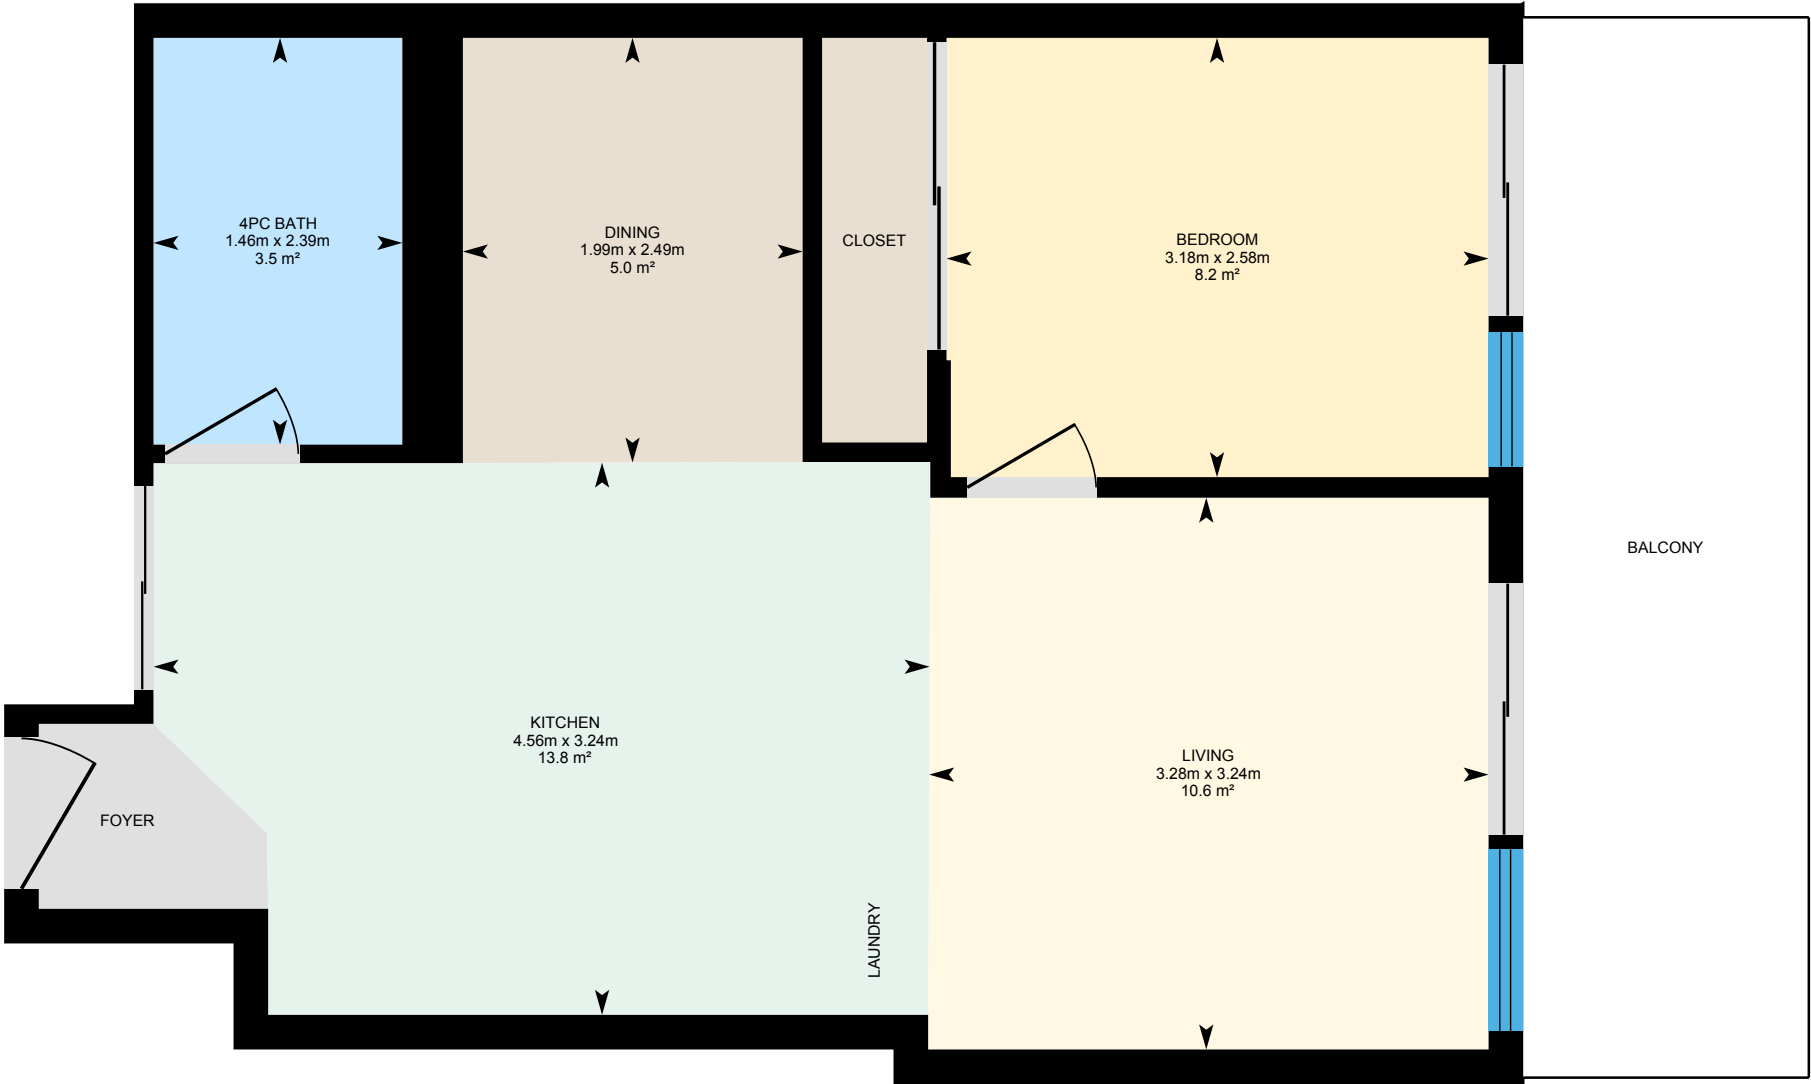 4PC BATH
1.46m x 2.39m
3.5 m²
DINING
1.99m x 2.49m
5.0 m²
CLOSET
BEDROOM
3.18m x 2.58m
8.2 m²
BALCONY
KITCHEN
4.56m x 3.24m
13.8 m²
LIVING
3.28m x 3.24m
10.6 m²
FOYER
LAUNDRY